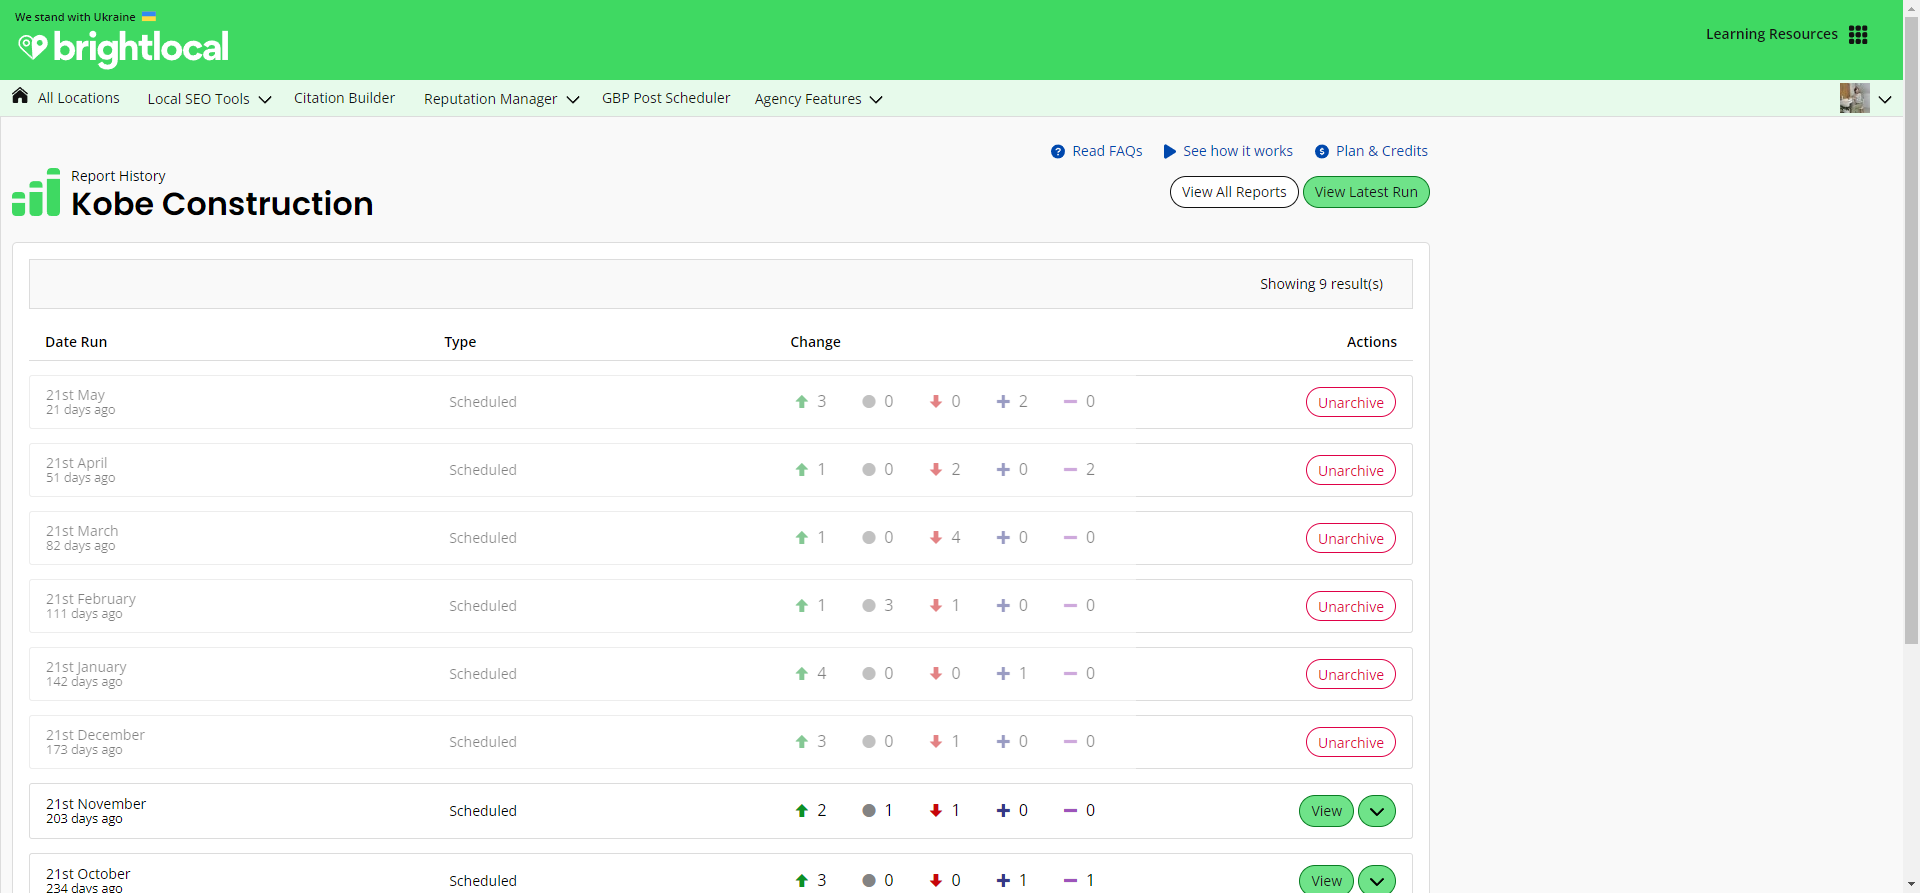 We stand with Ukraine
brightlocal
Learning Resources
All Locations
Local SEO Tools
Citation Builder
Reputation Manager
GBP Post Scheduler
Agency Features
Read FAQs
See how it works
Plan & Credits
Report History
Kobe Construction
View All Reports
View Latest Run
Showing 9 result(s)
Date Run Type Change Actions
21st May
21 days ago
Scheduled 3 0 0 2 0 Unarchive
21st April
51 days ago
Scheduled 1 0 2 0 2 Unarchive
21st March
82 days ago
Scheduled 1 0 4 0 0 Unarchive
21st February
111 days ago
Scheduled 1 3 1 0 0 Unarchive
21st January
142 days ago
Scheduled 4 0 0 1 0 Unarchive
21st December
173 days ago
Scheduled 3 0 1 0 0 Unarchive
21st November
203 days ago
Scheduled 2 1 1 0 0 View
21st October
234 days ago
Scheduled 3 0 0 1 1 View